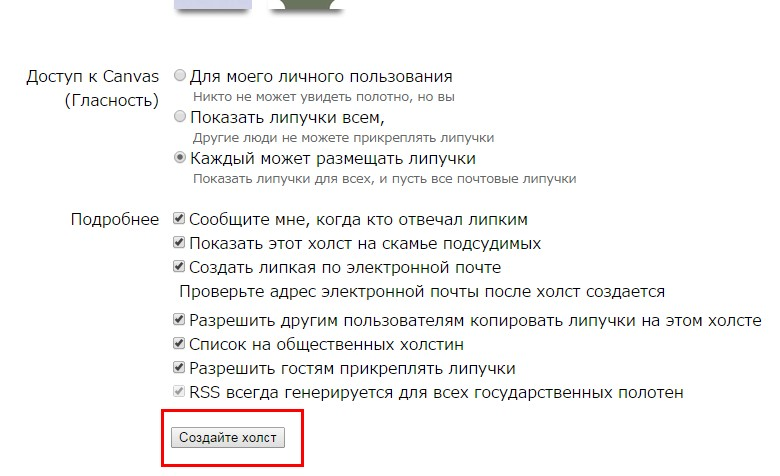 Доступ к Canvas
(Гласность)
Для моего личного пользования
Никто не может увидеть полотно, но вы
Показать липучки всем,
Другие люди не можете прикреплять липучки
Каждый может размещать липучки
Показать липучки для всех, и пусть все почтовые липучки
Подробнее
Сообщите мне, когда кто отвечал липким
Показать этот холст на скамье подсудимых
Создать липкая по электронной почте
Проверьте адрес электронной почты после холст создается
Разрешить другим пользователям копировать липучки на этом холсте
Список на общественных холстин
Разрешить гостям прикреплять липучки
RSS всегда генерируется для всех государственных полотен
Создайте холст